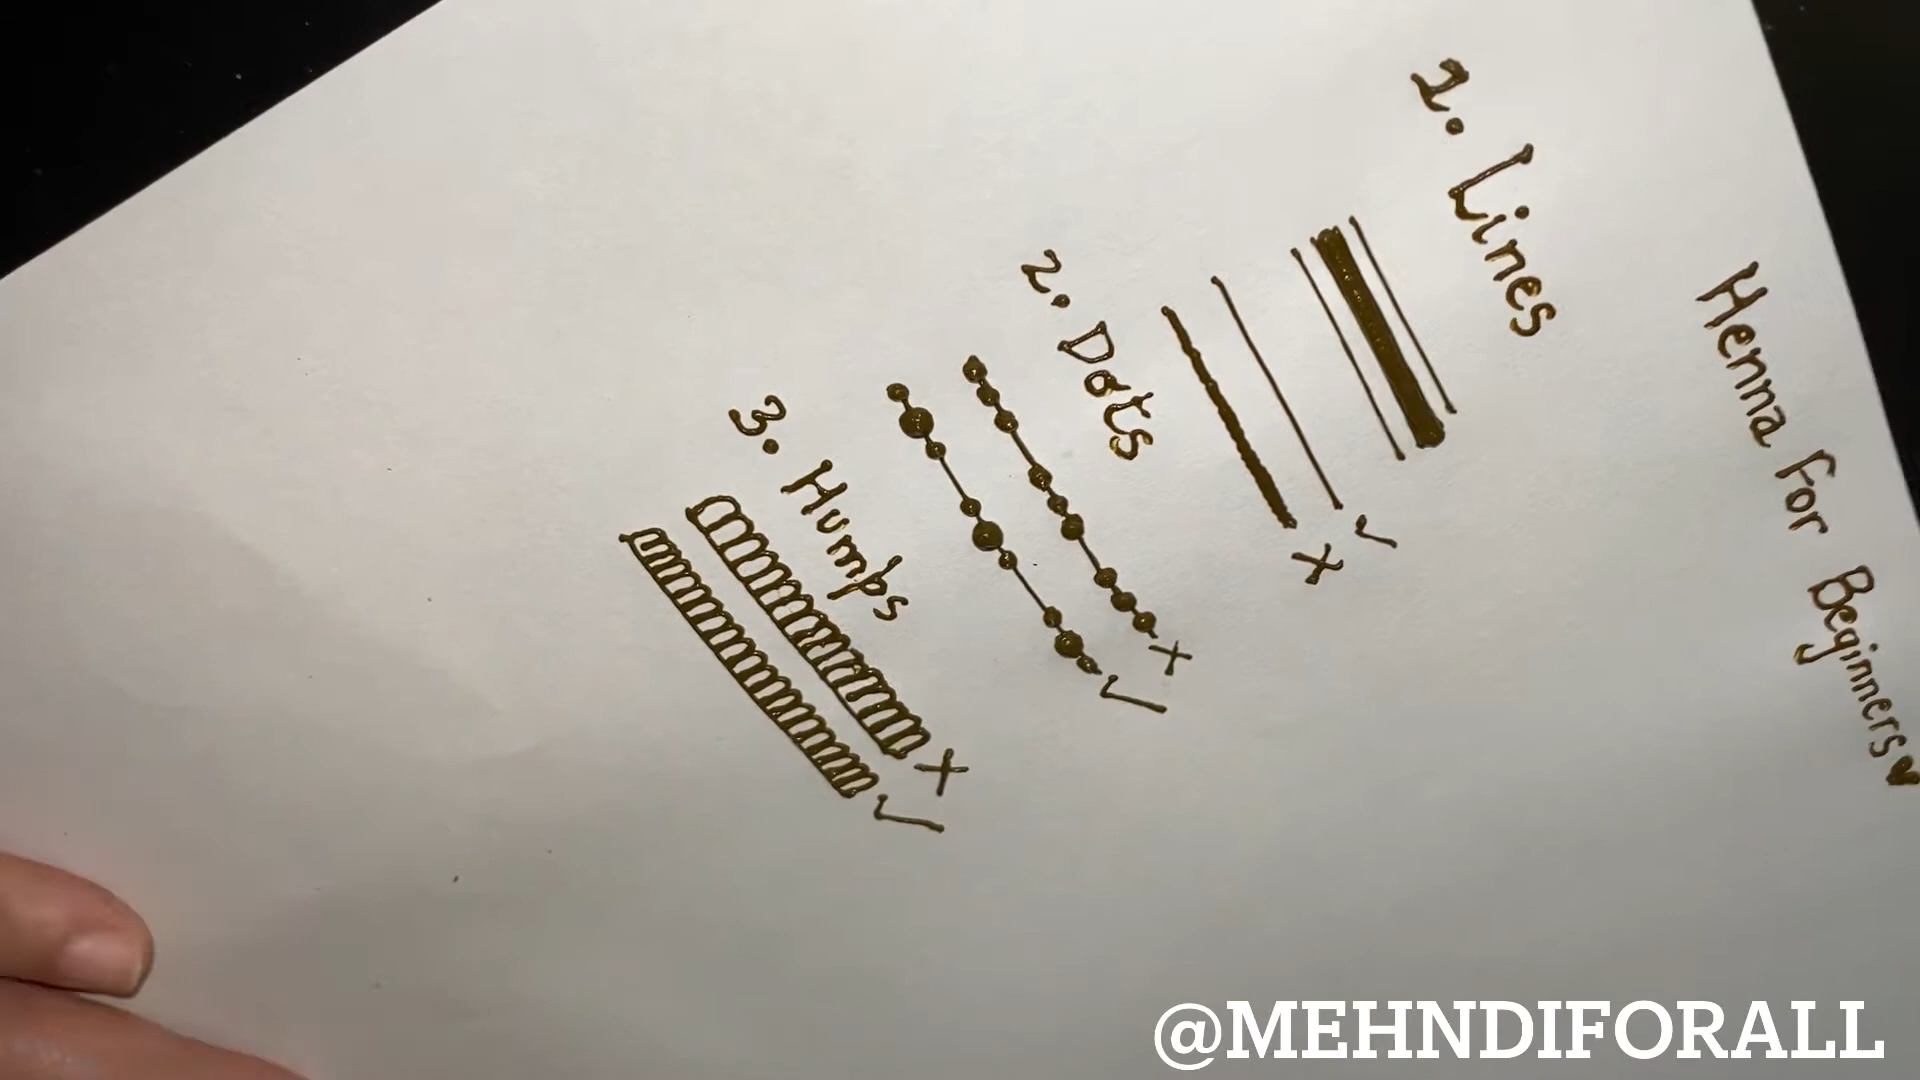 Henna For Beginners♥
1. Lines
✓
x
2. Dots
x
✓
3. Humps
x
✓
@MEHNDIFORALL